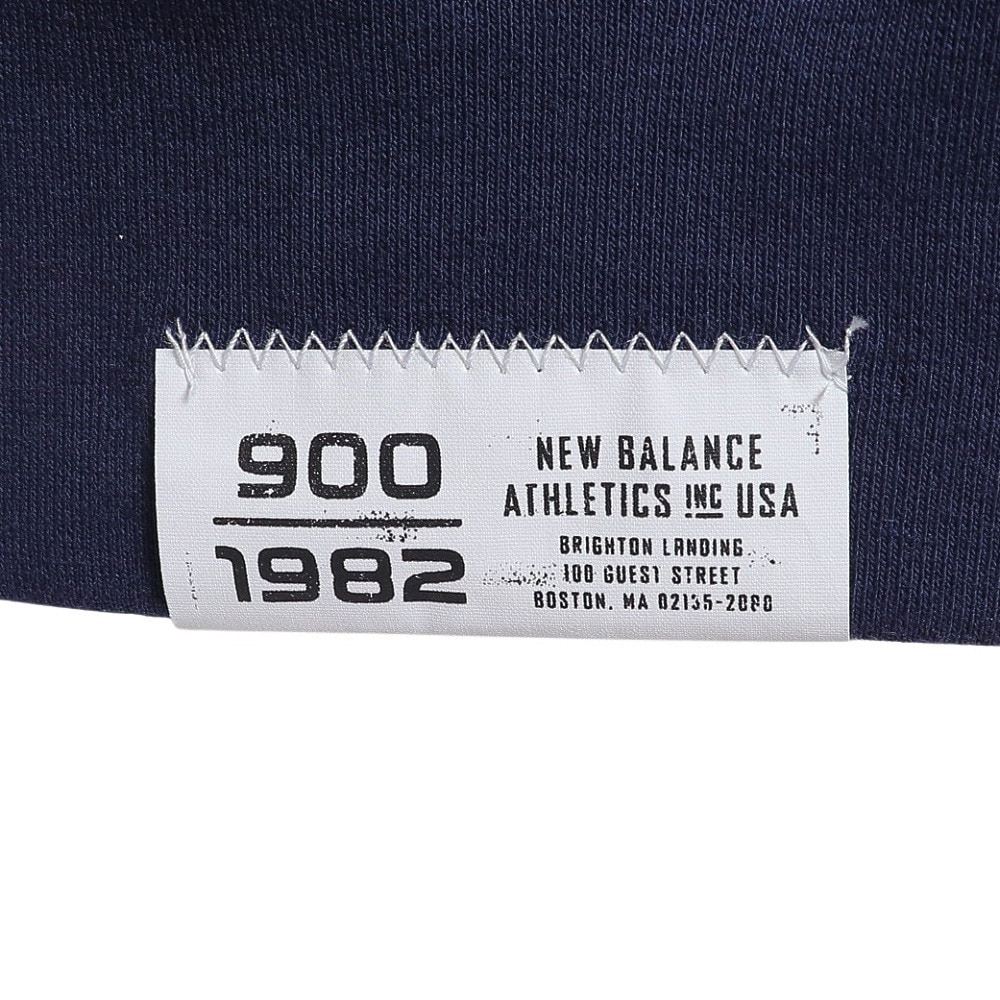 900
1982
NEW BALANCE
ATHLETICS INC USA
BRIGHTON LANDING
100 GUEST STREET
BOSTON, MA 02135-2080